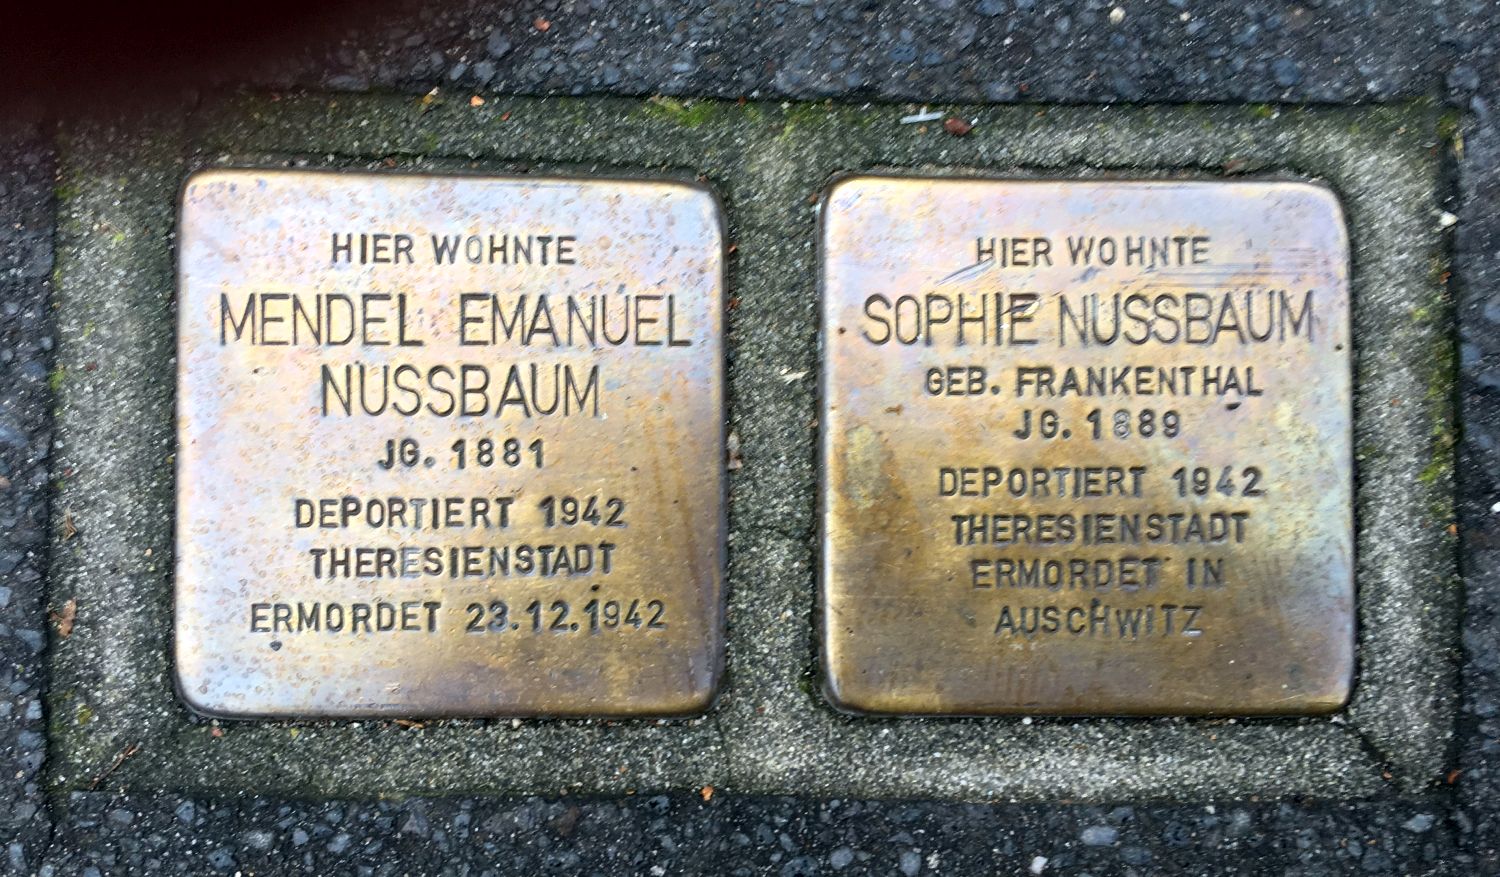 HIER WOHNTE
MENDEL EMANUEL
NUSSBAUM
JG. 1881
DEPORTIERT 1942
THERESIENSTADT
ERMORDET 23.12.1942
HIER WOHNTE
SOPHIE NUSSBAUM
GEB. FRANKENTHAL
JG. 1889
DEPORTIERT 1942
THERESIENSTADT
ERMORDET IN
AUSCHWITZ